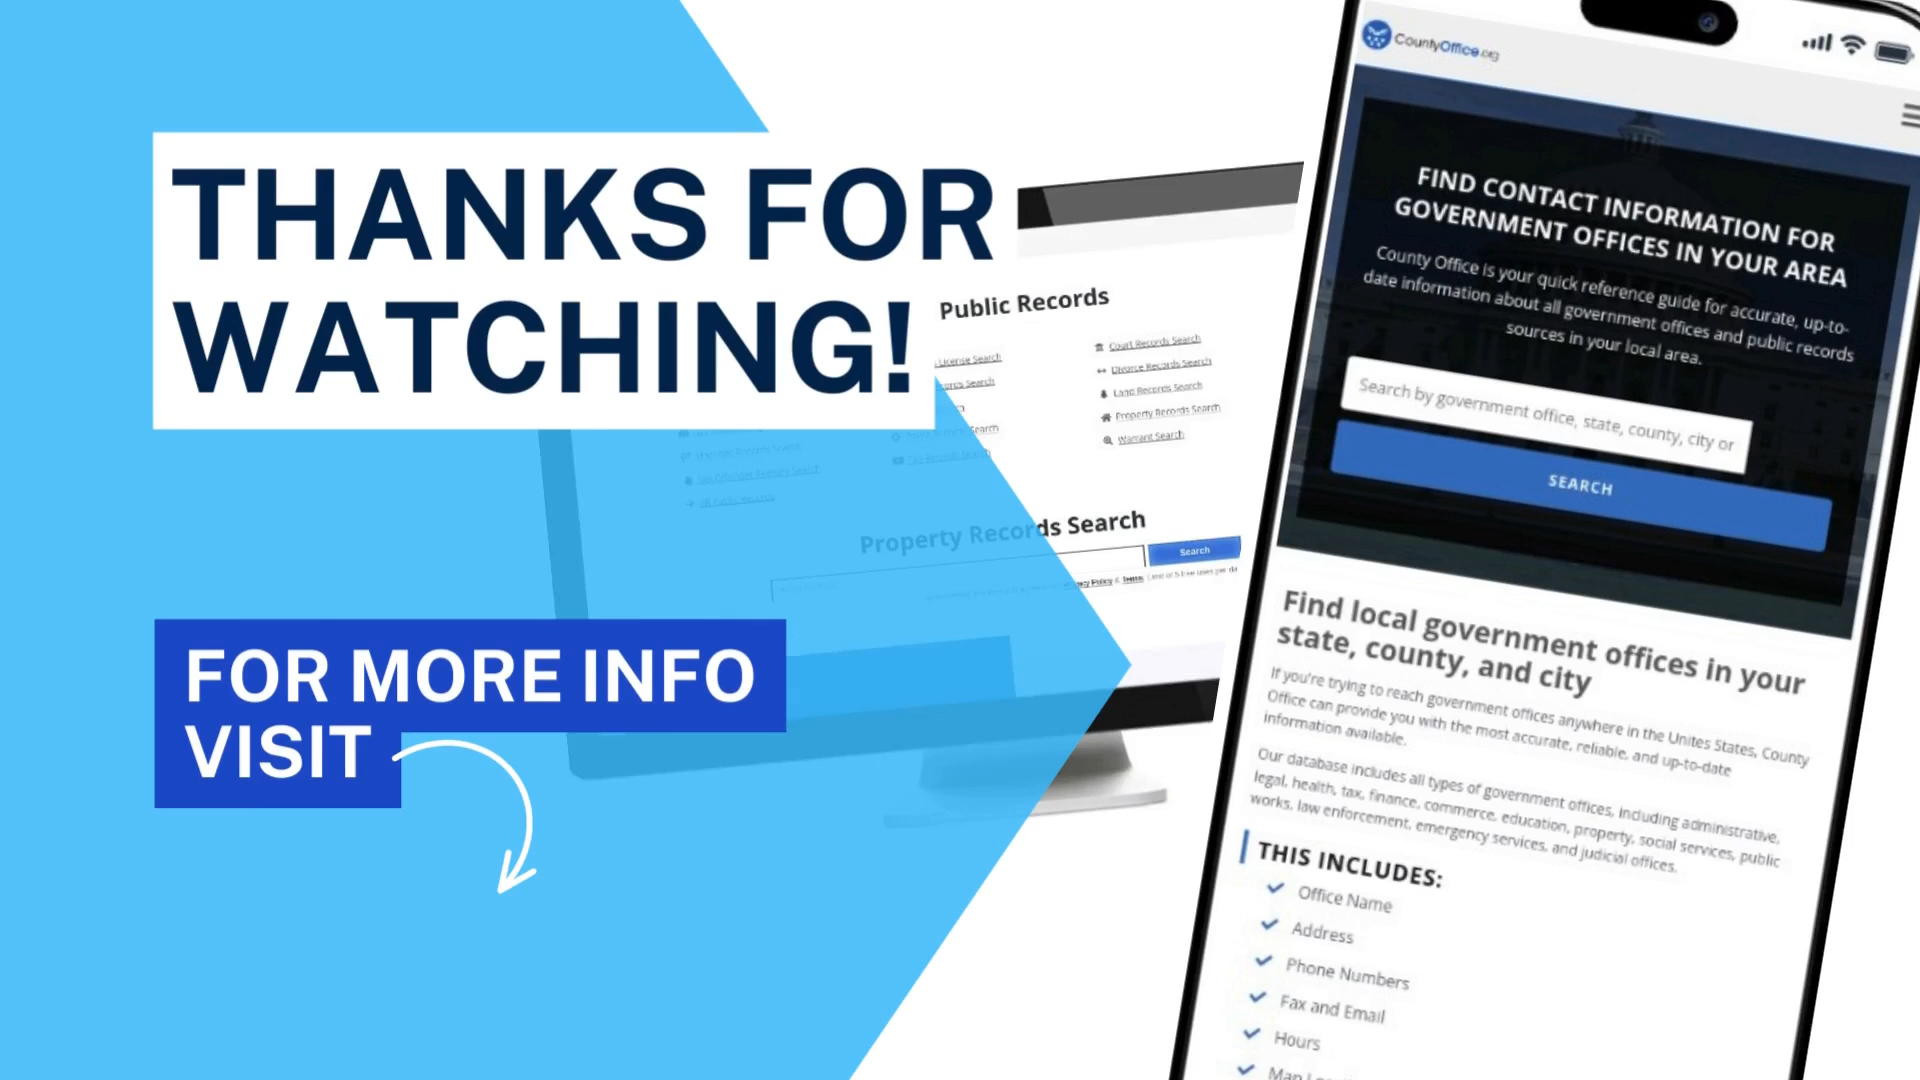 THANKS FOR
WATCHING!
FOR MORE INFO
VISIT
Public Records
License Search
Search
Search
Court Records Search
Divorce Records Search
Land Records Search
Property Records Search
Warrant Search
Property Records Search
Search
Privacy Policy & Terms
CountyOffice.org
FIND CONTACT INFORMATION FOR
GOVERNMENT OFFICES IN YOUR AREA
County Office is your quick reference guide for accurate, up-to-
date information about all government offices and public records
sources in your local area.
Search by government office, state, county, city or
SEARCH
Find local government offices in your
state, county, and city
If you're trying to reach government offices anywhere in the Unites States, County
Office can provide you with the most accurate, reliable, and up-to-date
information available.
Our database includes all types of government offices, including administrative,
legal, health, tax, finance, commerce, education, property, social services, public
works, law enforcement, emergency services, and judicial offices.
THIS INCLUDES:
Office Name
Address
Phone Numbers
Fax and Email
Hours